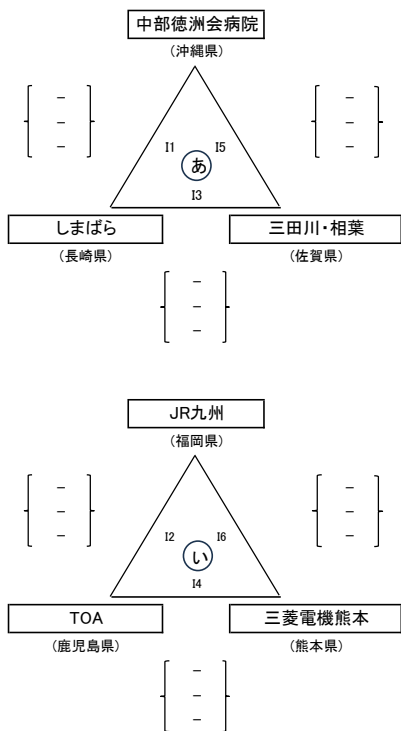 中部徳洲会病院
(沖縄県)
－ －
－ －
－ －
I1 I5
あ
I3
しまばら 三田川・相葉
(長崎県) (佐賀県)
－
－
－
JR九州
(福岡県)
－ －
－ －
－ －
I2 I6
い
I4
TOA 三菱電機熊本
(鹿児島県) (熊本県)
－
－
－